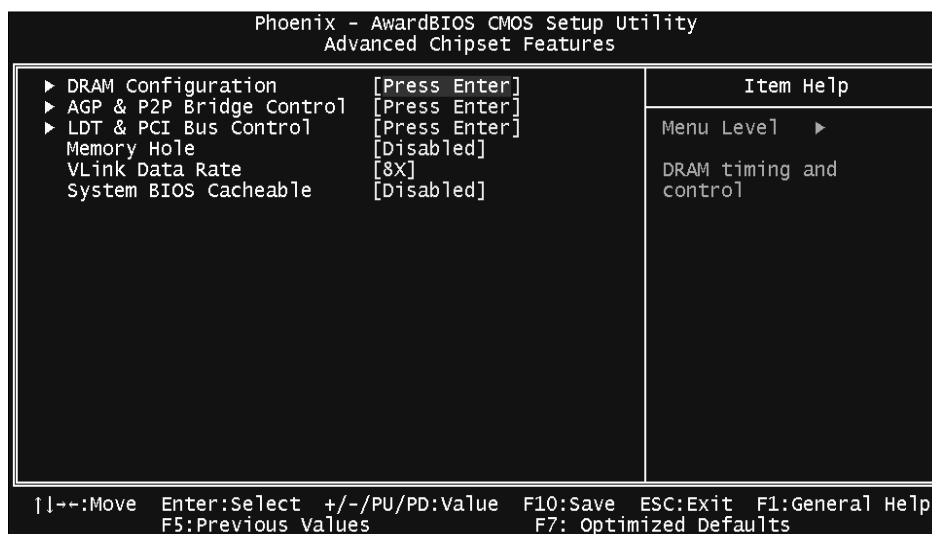 Phoenix - AwardBIOS CMOS Setup Utility
Advanced Chipset Features
▶ DRAM Configuration [Press Enter]
▶ AGP & P2P Bridge Control [Press Enter]
▶ LDT & PCI Bus Control [Press Enter]
Memory Hole [Disabled]
VLink Data Rate [8X]
System BIOS Cacheable [Disabled]
Item Help
Menu Level ▶
DRAM timing and
control
↑↓→←:Move Enter:Select +/-/PU/PD:Value F10:Save ESC:Exit F1:General Help
F5:Previous Values F7: Optimized Defaults